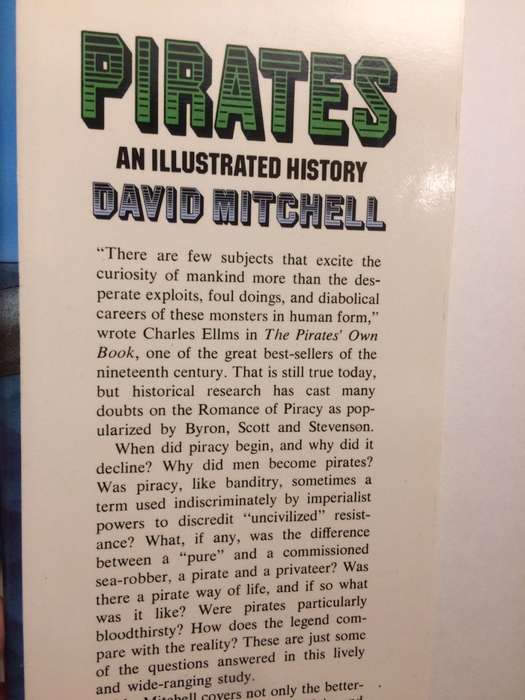 PIRATES
AN ILLUSTRATED HISTORY
DAVID MITCHELL
“There are few subjects that excite the
curiosity of mankind more than the des-
perate exploits, foul doings, and diabolical
careers of these monsters in human form,”
wrote Charles Ellms in The Pirates' Own
Book, one of the great best-sellers of the
nineteenth century. That is still true today,
but historical research has cast many
doubts on the Romance of Piracy as pop-
ularized by Byron, Scott and Stevenson.
When did piracy begin, and why did it
decline? Why did men become pirates?
Was piracy, like banditry, sometimes a
term used indiscriminately by imperialist
powers to discredit “uncivilized” resist-
ance? What, if any, was the difference
between a “pure” and a commissioned
sea-robber, a pirate and a privateer? Was
there a pirate way of life, and if so what
was it like? Were pirates particularly
bloodthirsty? How does the legend com-
pare with the reality? These are just some
of the questions answered in this lively
and wide-ranging study.
Mitchell covers not only the better-